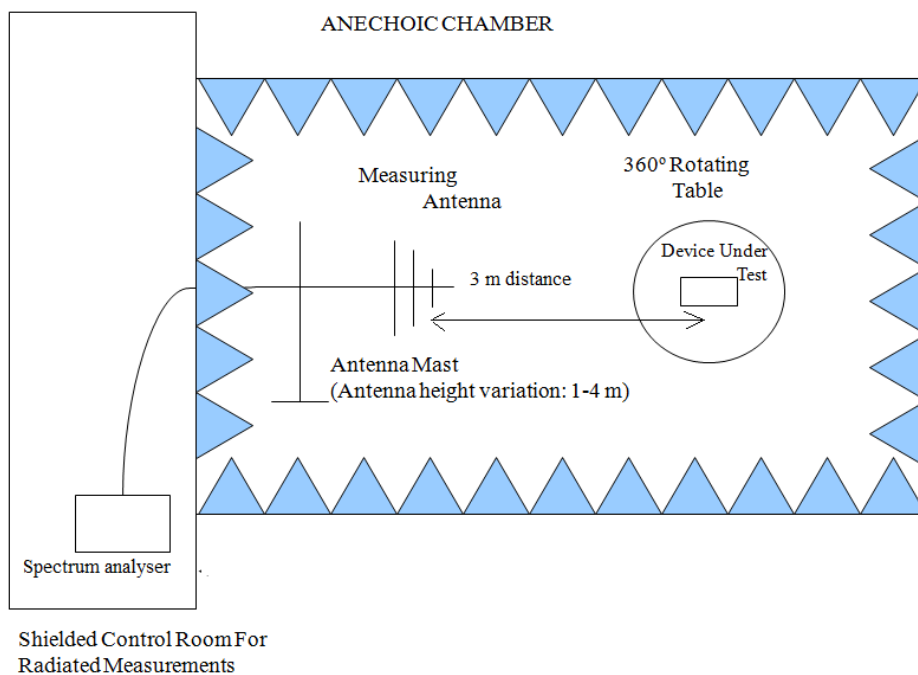 ANECHOIC CHAMBER
Measuring
Antenna
360º Rotating
Table
Device Under
Test
3 m distance
Antenna Mast
(Antenna height variation: 1-4 m)
Spectrum analyser
Shielded Control Room For
Radiated Measurements